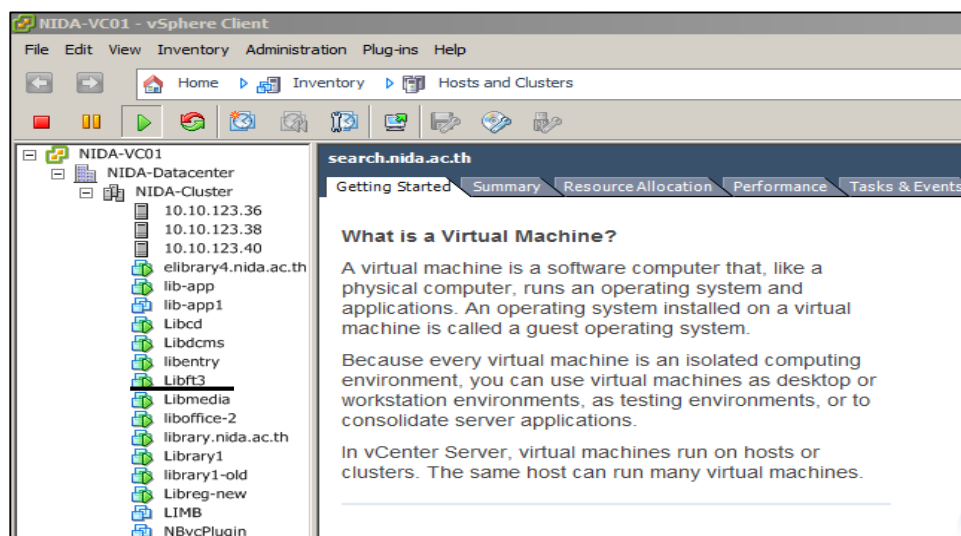 NIDA-VC01 - vSphere Client
File Edit View Inventory Administration Plug-ins Help
Home Inventory Hosts and Clusters
NIDA-VC01
NIDA-Datacenter
NIDA-Cluster
10.10.123.36
10.10.123.38
10.10.123.40
elibrary4.nida.ac.th
lib-app
lib-app1
Libcd
Libdcms
libentry
Libft3
Libmedia
liboffice-2
library.nida.ac.th
Library1
library1-old
Libreg-new
LIMB
NBvcPlugin
search.nida.ac.th
Getting Started Summary Resource Allocation Performance Tasks & Events
What is a Virtual Machine?
A virtual machine is a software computer that, like a
physical computer, runs an operating system and
applications. An operating system installed on a virtual
machine is called a guest operating system.
Because every virtual machine is an isolated computing
environment, you can use virtual machines as desktop or
workstation environments, as testing environments, or to
consolidate server applications.
In vCenter Server, virtual machines run on hosts or
clusters. The same host can run many virtual machines.